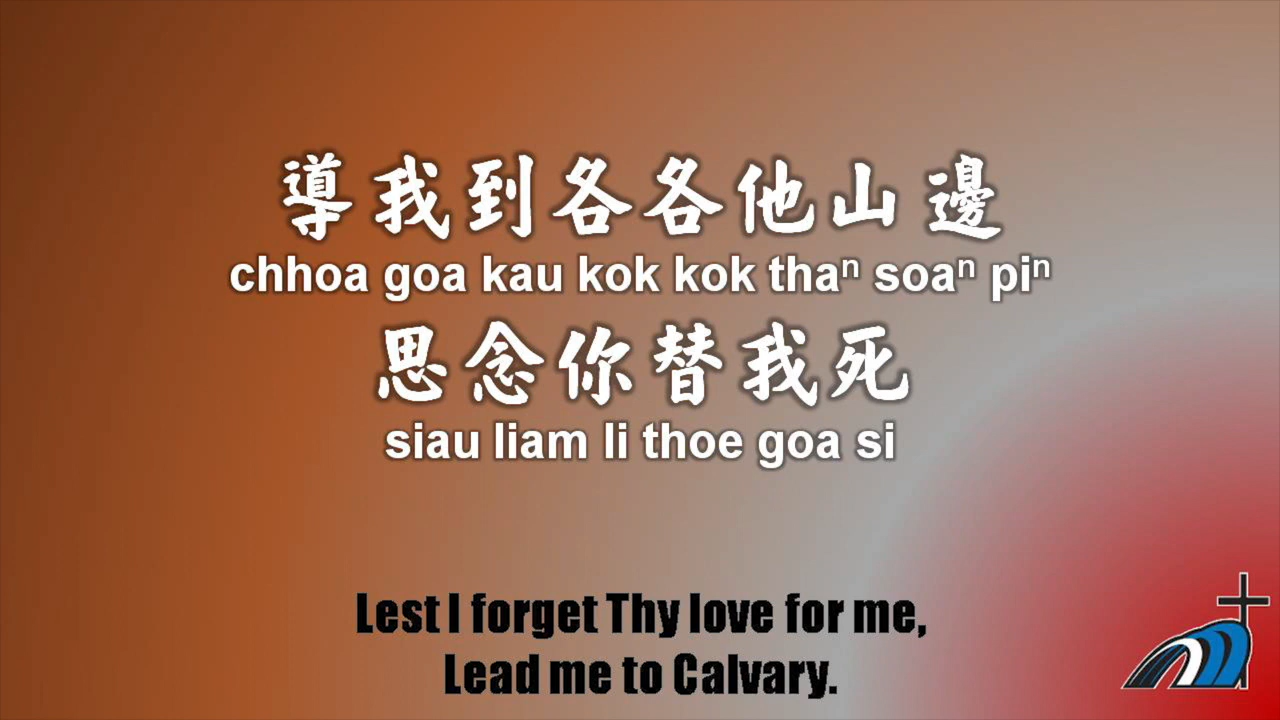 導我到各各他山邊
chhoa goa kau kok kok thaⁿ soaⁿ piⁿ
思念你替我死
siau liam li thoe goa si
Lest I forget Thy love for me,
Lead me to Calvary.